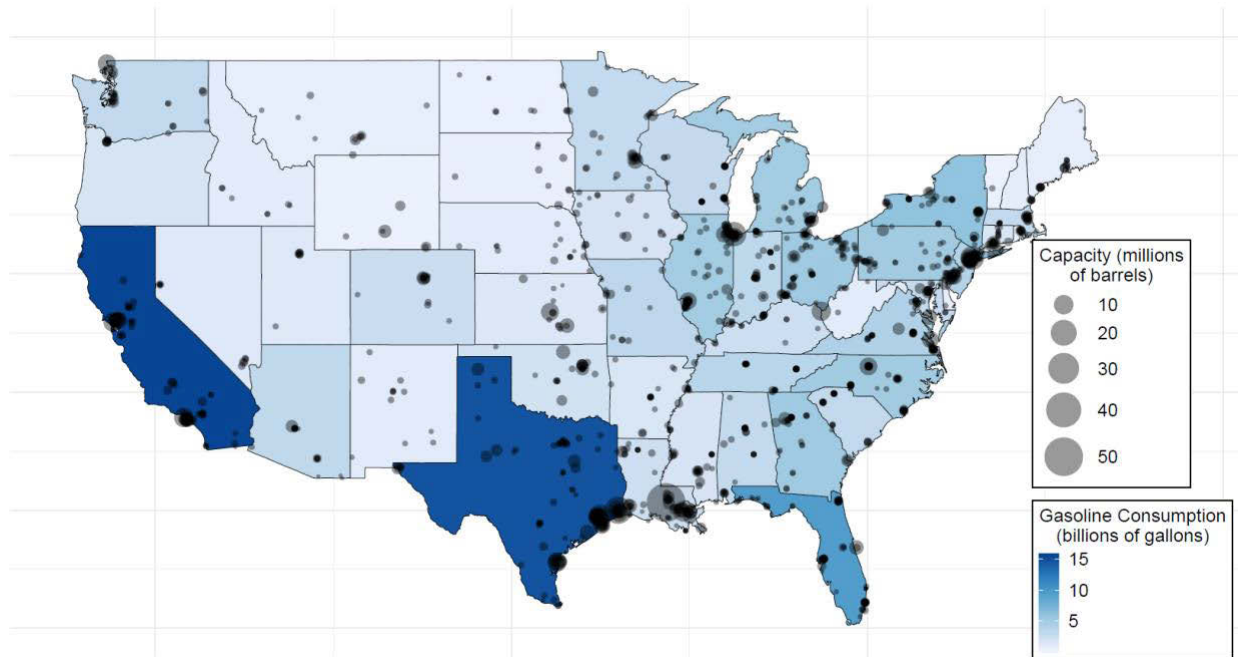 Capacity (millions
of barrels)
10
20
30
40
50
Gasoline Consumption
(billions of gallons)
15
10
5